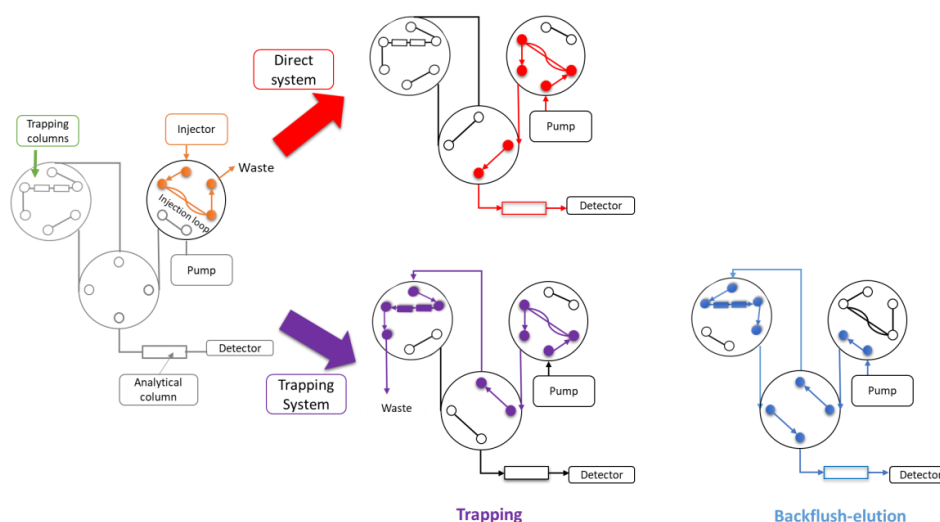 Direct
system
Pump
Detector
Trapping
columns
Injector
Waste
Injection loop
Pump
Detector
Analytical
column
Trapping
System
Waste
Pump
Detector
Trapping
Pump
Detector
Backflush-elution